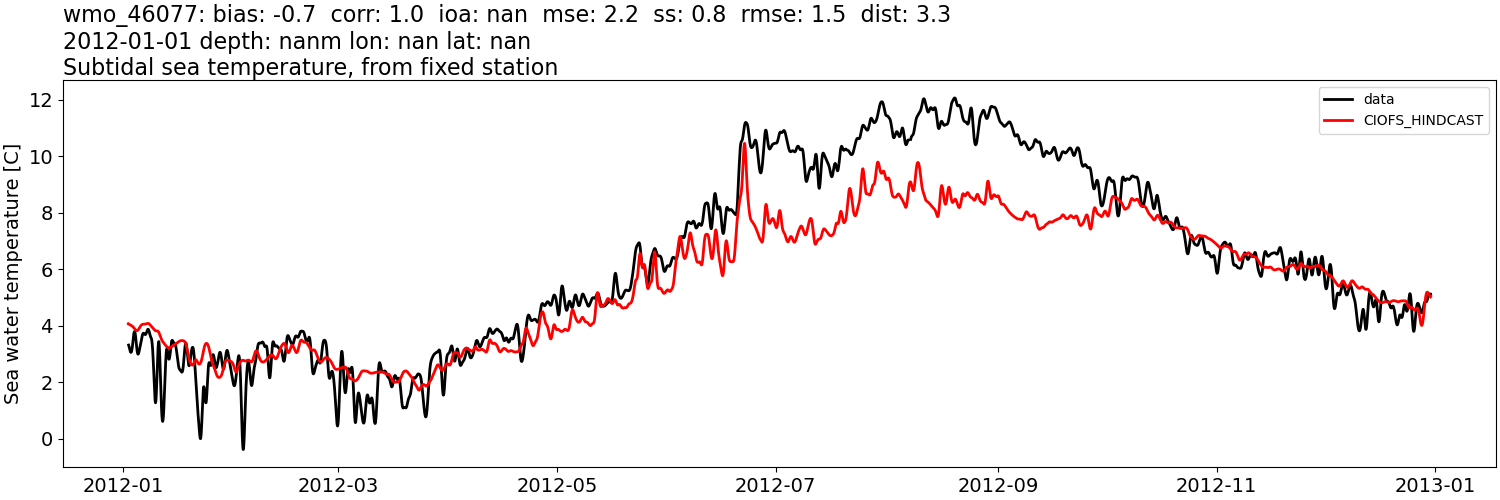 wmo_46077: bias: -0.7  corr: 1.0  ioa: nan  mse: 2.2  ss: 0.8  rmse: 1.5  dist: 3.3
2012-01-01 depth: nanm lon: nan lat: nan
Subtidal sea temperature, from fixed station
data
CIOFS_HINDCAST
Sea water temperature [C]
12
10
8
6
4
2
0
2012-01
2012-03
2012-05
2012-07
2012-09
2012-11
2013-01